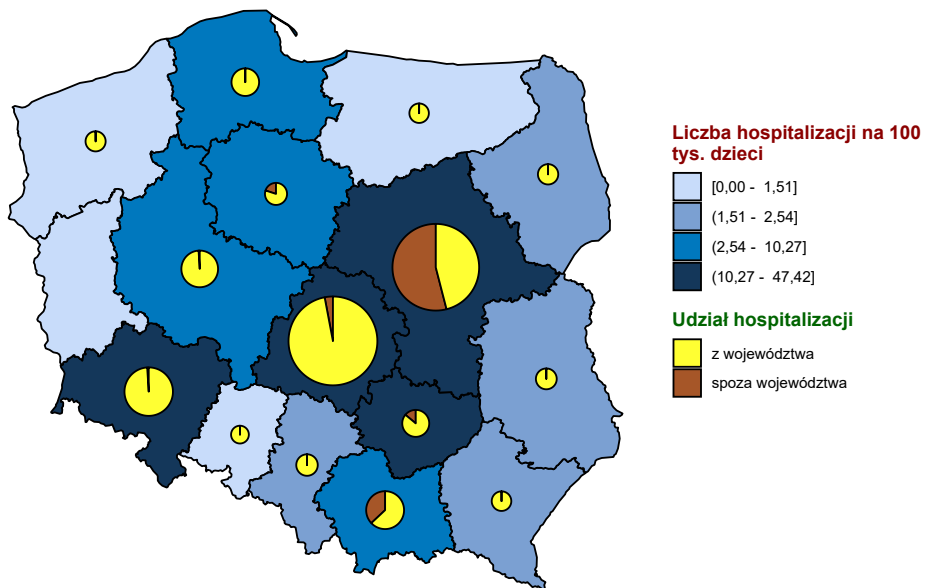 Liczba hospitalizacji na 100
tys. dzieci
[0,00 - 1,51]
(1,51 - 2,54]
(2,54 - 10,27]
(10,27 - 47,42]
Udział hospitalizacji
z województwa
spoza województwa